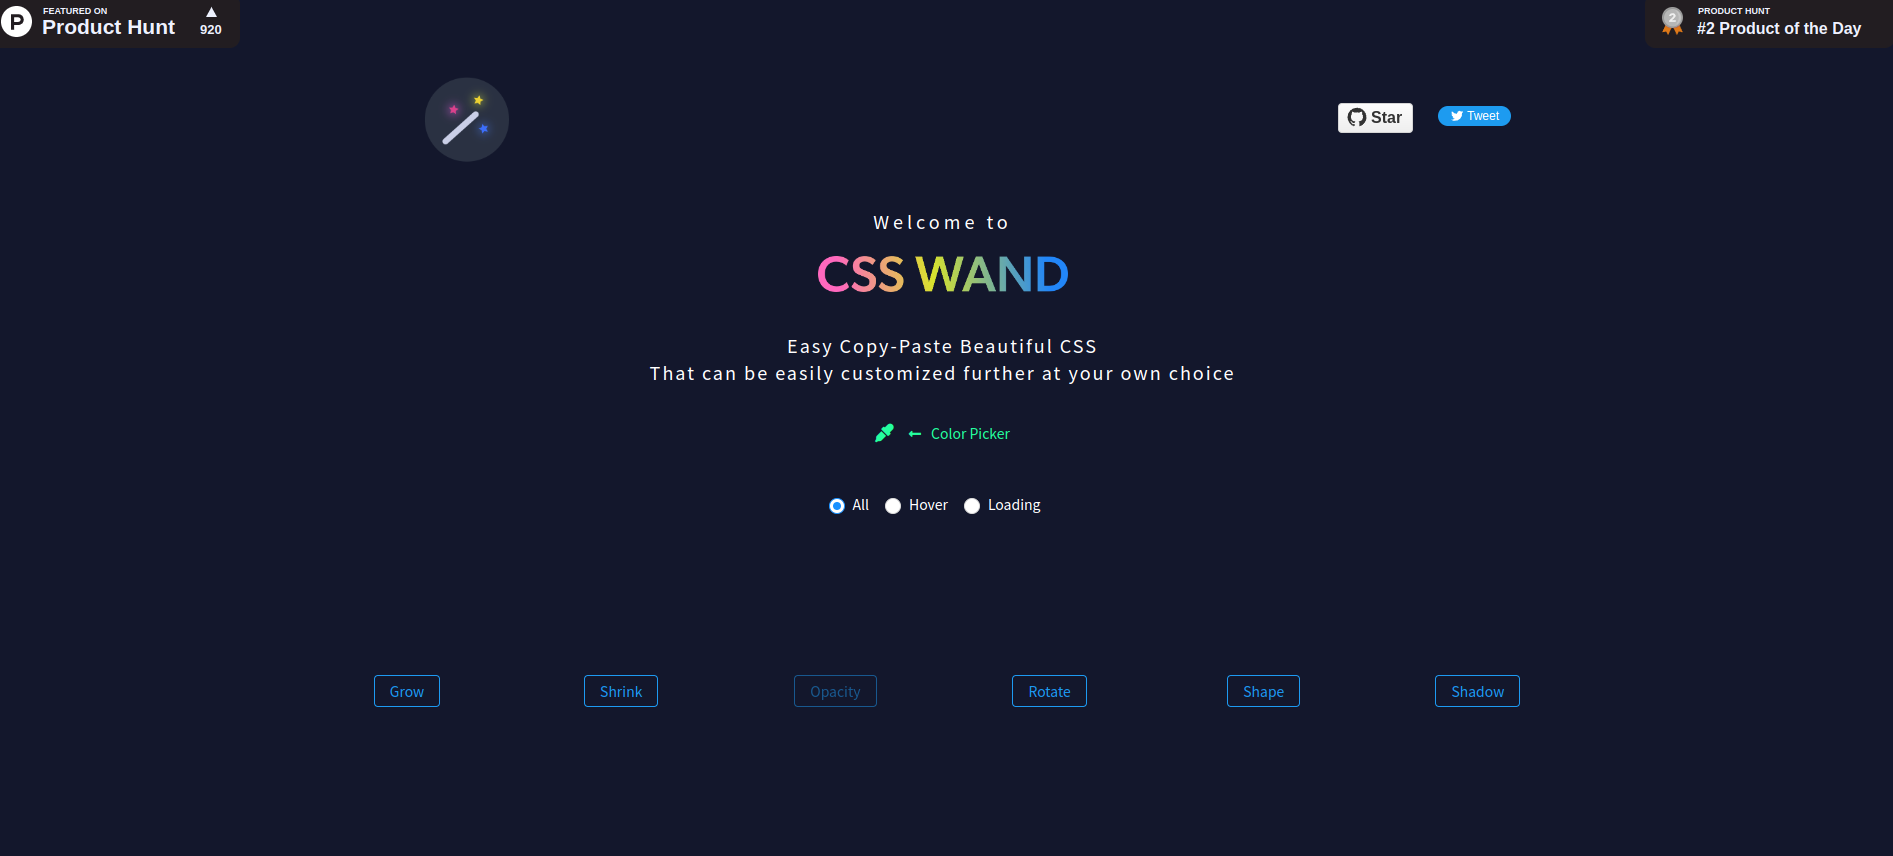 FEATURED ON
Product Hunt
920
PRODUCT HUNT
2
#2 Product of the Day
Star
Tweet
Welcome to
CSS WAND
Easy Copy-Paste Beautiful CSS
That can be easily customized further at your own choice
Color Picker
All Hover Loading
Grow Shrink Opacity Rotate Shape Shadow